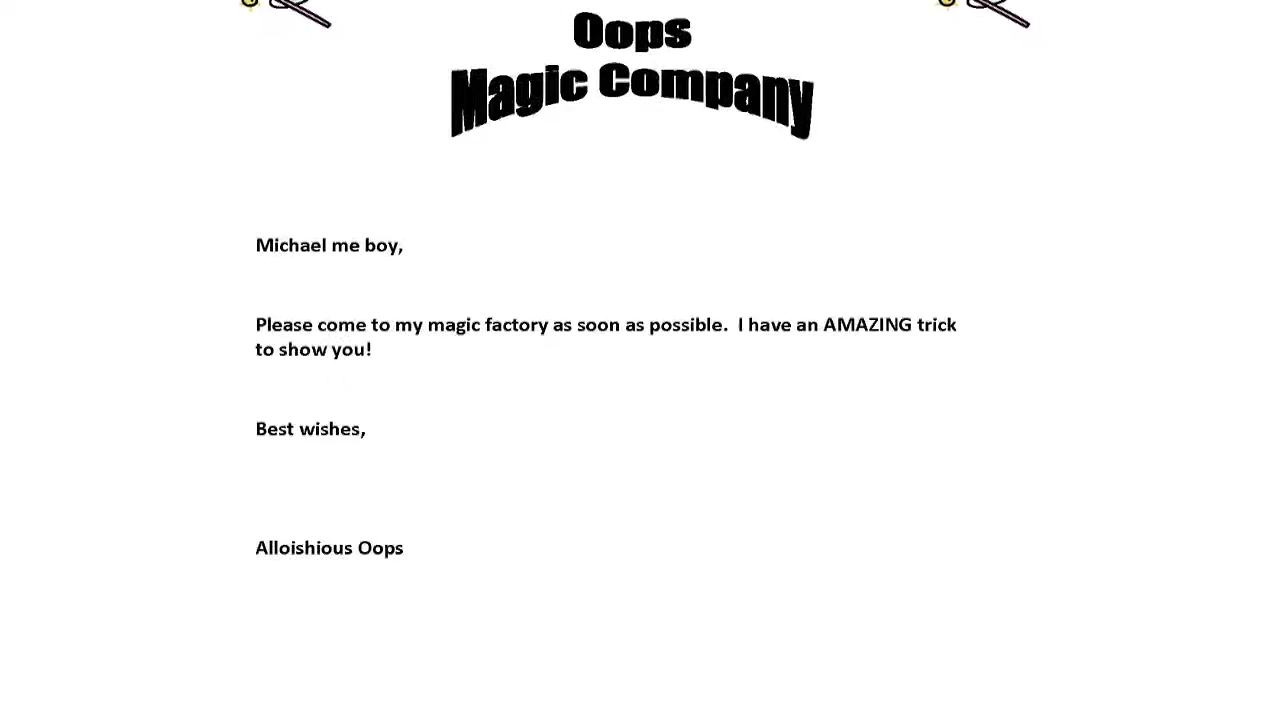 Oops
Magic Company
Michael me boy,
Please come to my magic factory as soon as possible.  I have an AMAZING trick
to show you!
Best wishes,
Alloishious Oops